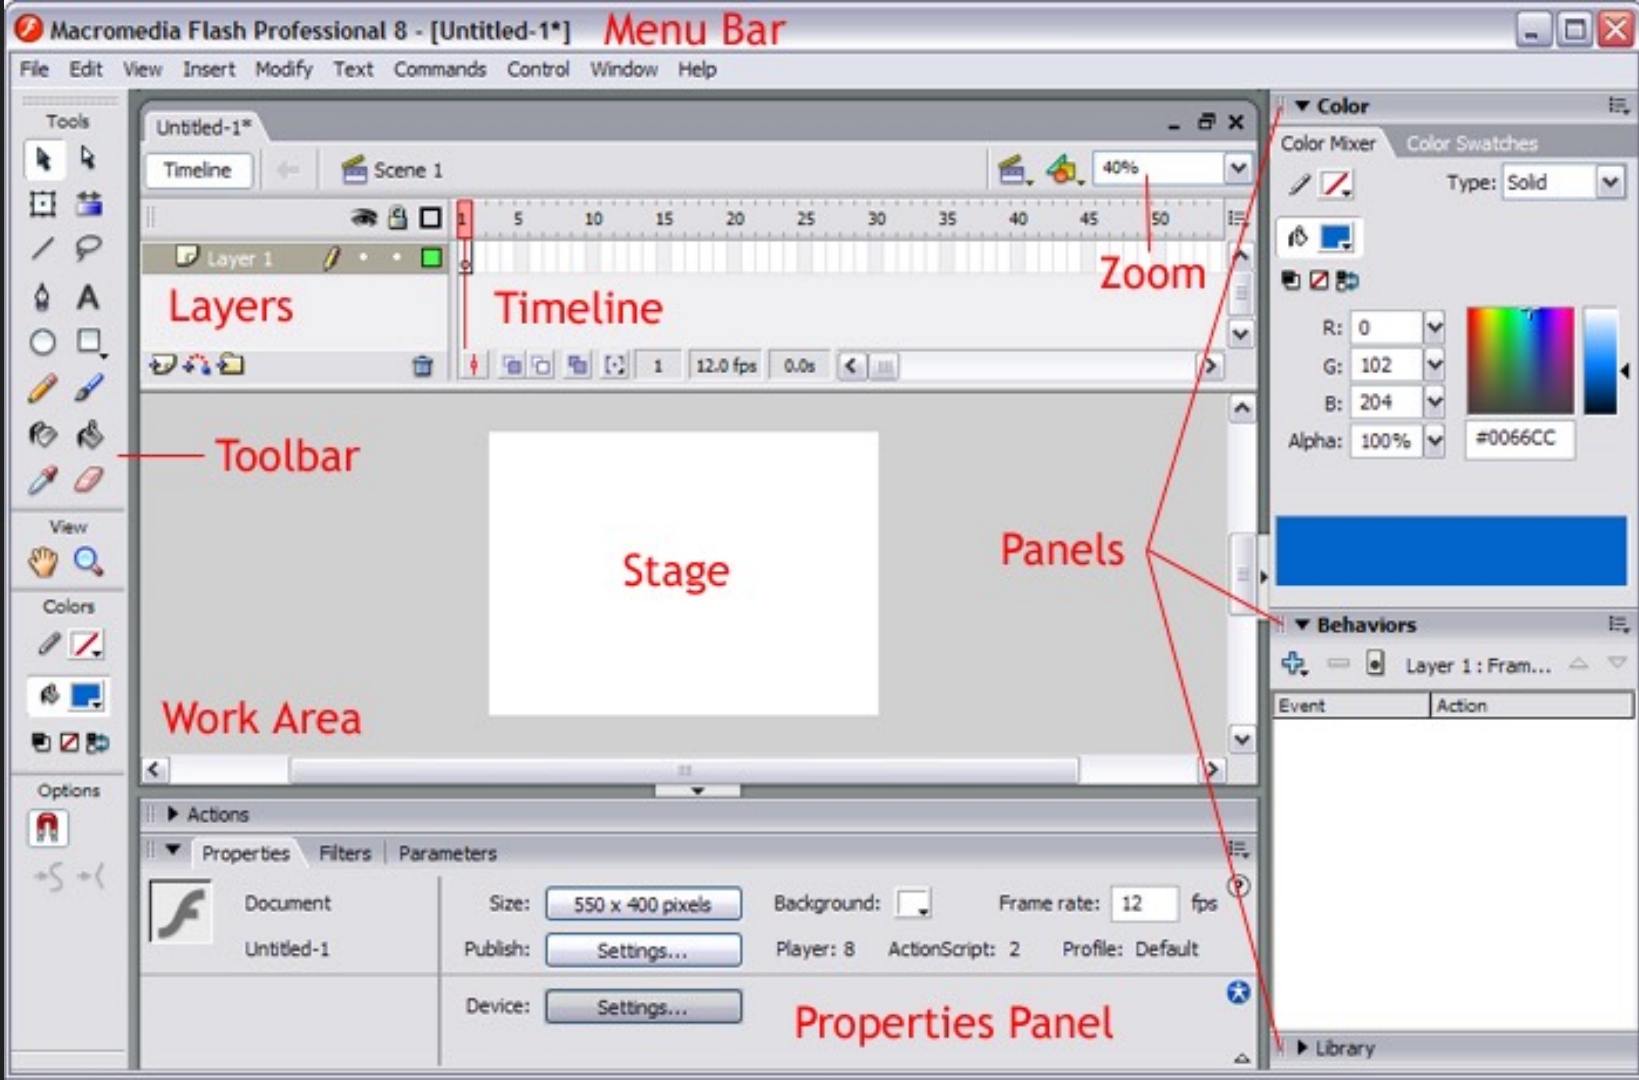 Macromedia Flash Professional 8 - [Untitled-1*] Menu Bar
File Edit View Insert Modify Text Commands Control Window Help
Tools
Untitled-1*
Timeline Scene 1 40%
1 5 10 15 20 25 30 35 40 45 50
Layer 1
Layers Timeline Zoom
1 12.0 fps 0.0s
Toolbar
Stage
Panels
Work Area
View
Colors
Options
Actions
Properties Filters Parameters
Document Size: 550 x 400 pixels Background: Frame rate: 12 fps
Untitled-1 Publish: Settings... Player: 8 ActionScript: 2 Profile: Default
Device: Settings...
Properties Panel
Color
Color Mixer Color Swatches
Type: Solid
R: 0
G: 102
B: 204
Alpha: 100% #0066CC
Behaviors
Layer 1 : Fram...
Event Action
Library